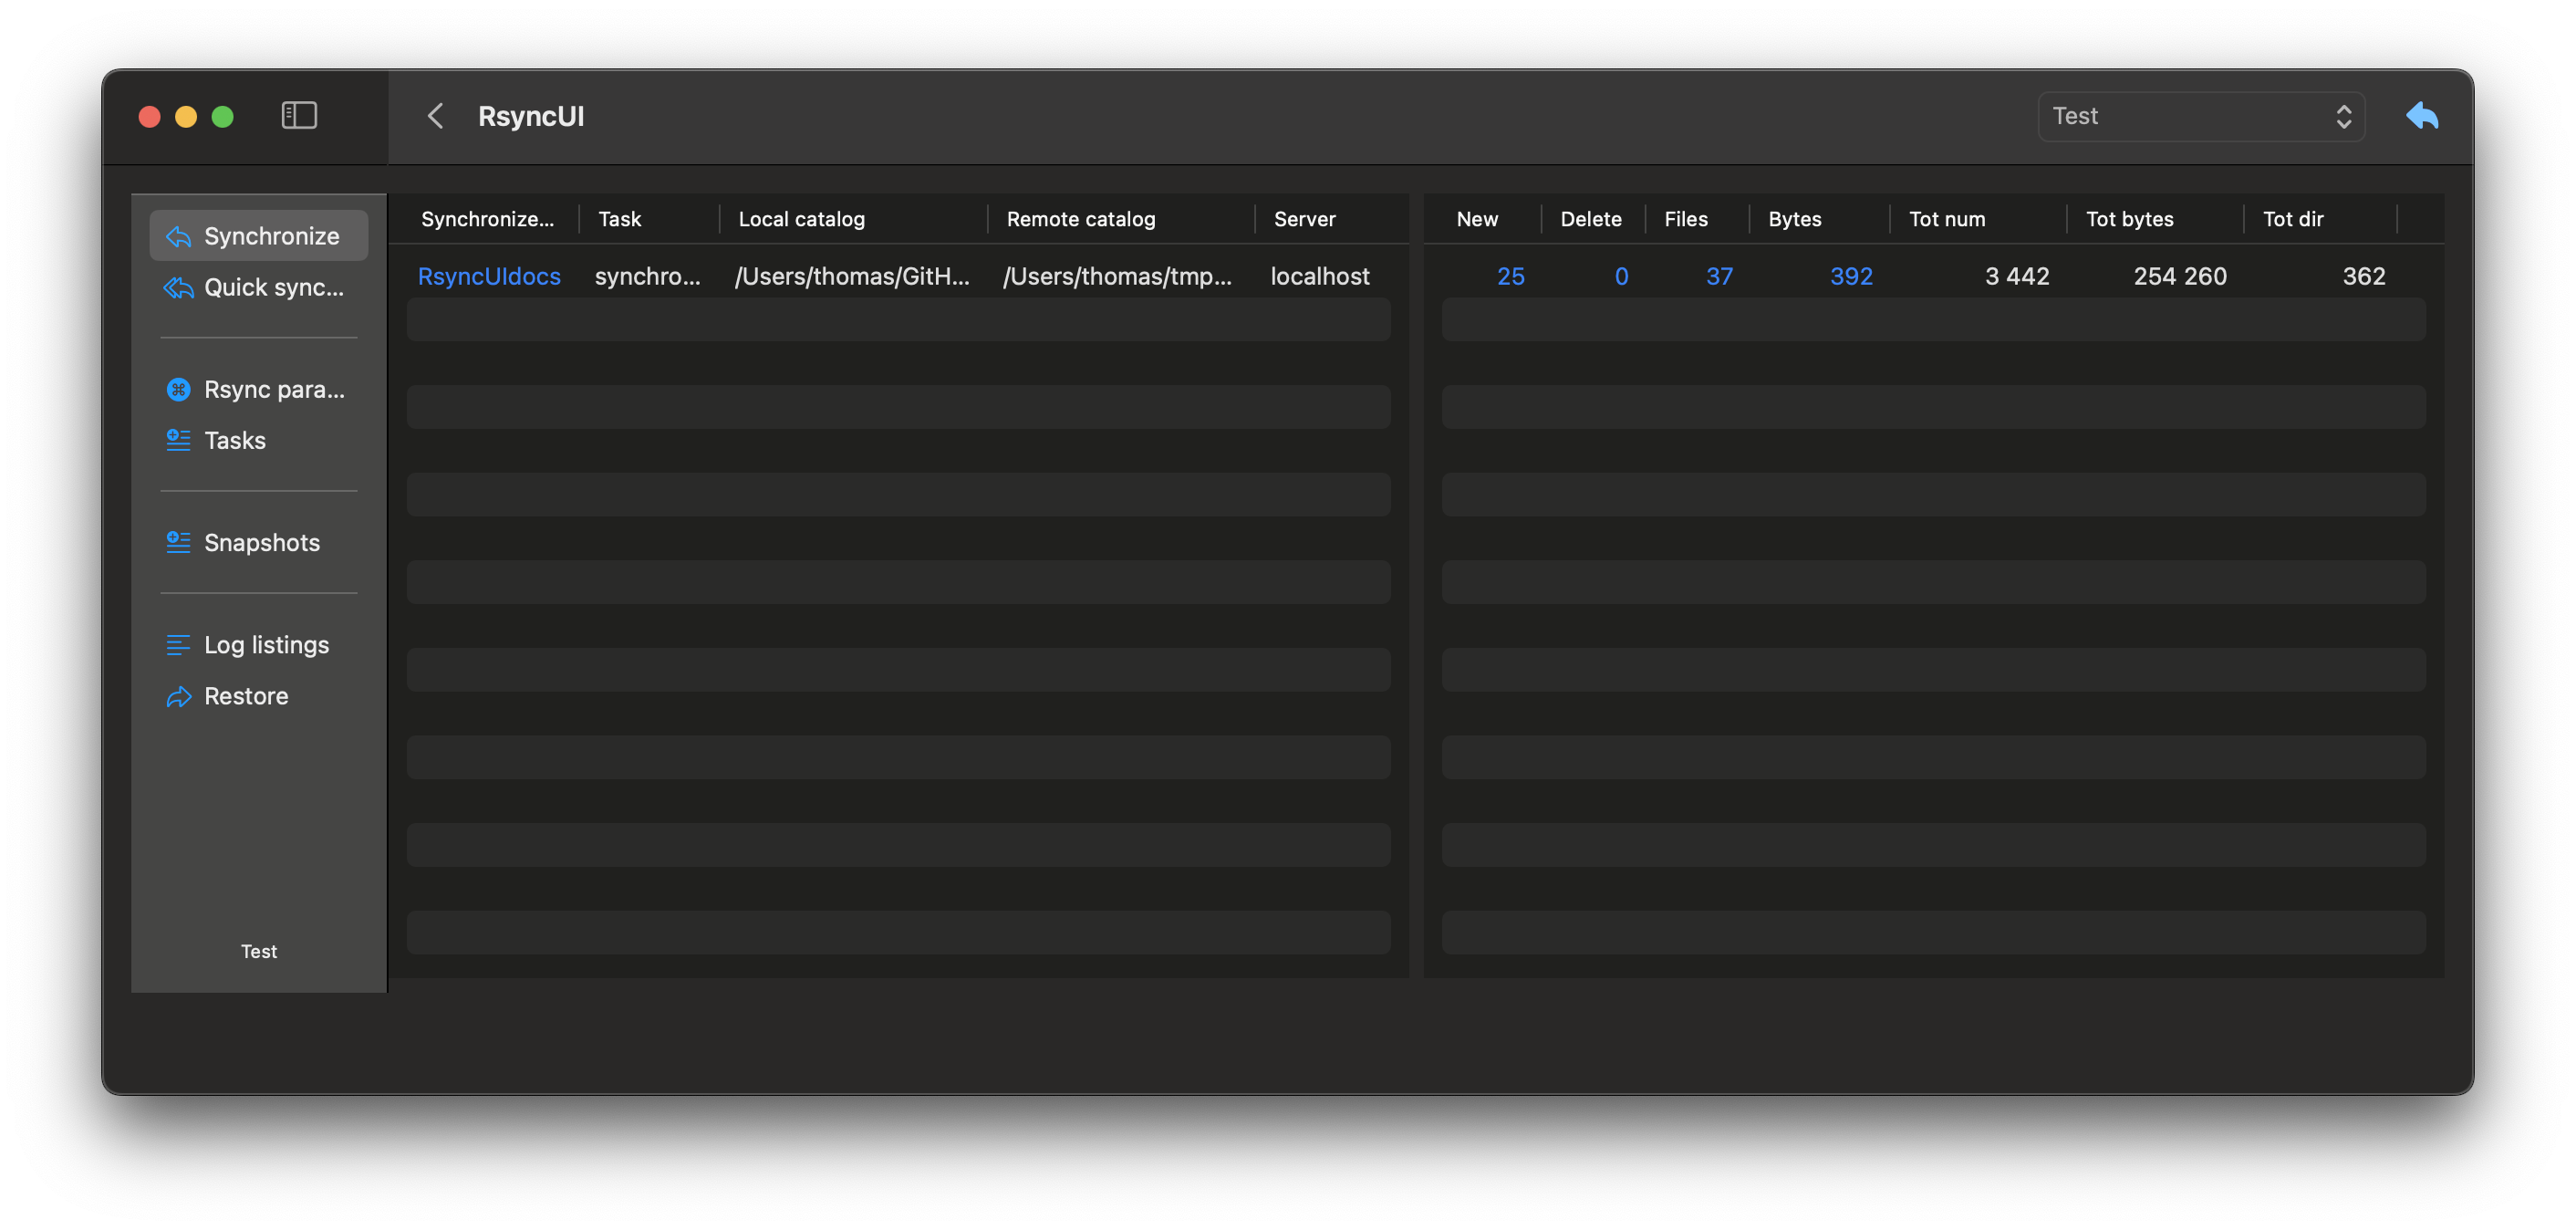 RsyncUI
Test
Synchronize
Quick sync...
Rsync para...
Tasks
Snapshots
Log listings
Restore
Test
Synchronize... Task Local catalog Remote catalog Server
RsyncUIdocs synchro... /Users/thomas/GitH... /Users/thomas/tmp... localhost
New Delete Files Bytes Tot num Tot bytes Tot dir
25 0 37 392 3 442 254 260 362